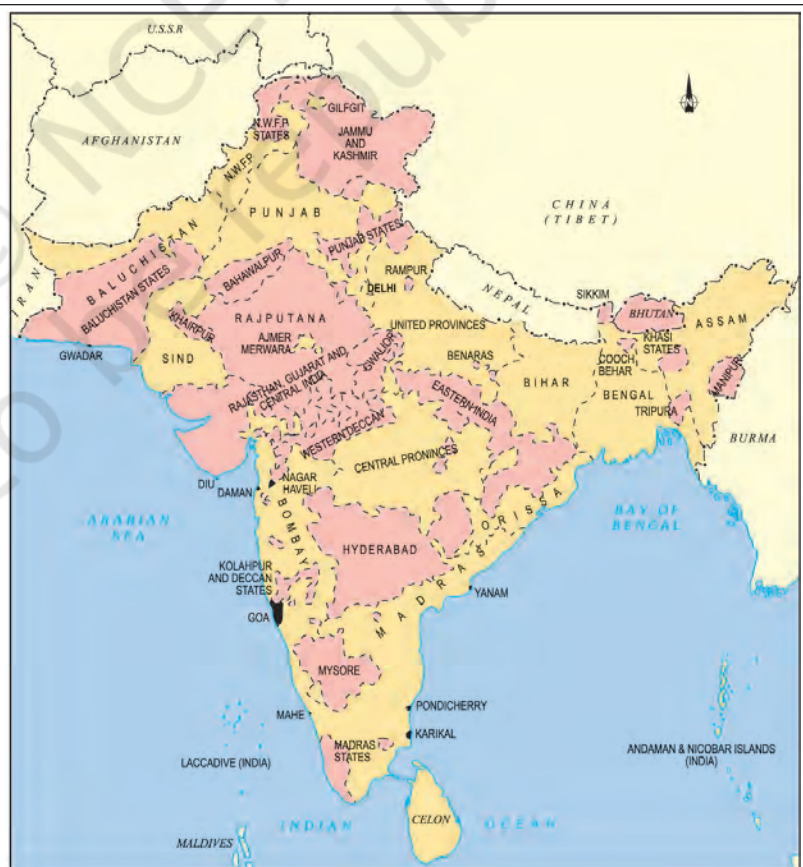 U.S.S.R
AFGHANISTAN
GILFGIT
N.W.F.P.
STATES
JAMMU
AND
KASHMIR
N.W.F.P
CHINA
(TIBET)
PUNJAB
PUNJAB STATES
BALUCHISTAN
BALUCHISTAN STATES
IRAN
BAHAWALPUR
RAMPUR
DELHI
NEPAL
SIKKIM
BHUTAN
ASSAM
KHAIRPUR
RAJPUTANA
AJMER
MERWARA
UNITED PROVINCES
GWALIOR
BENARAS
KHASI
STATES
COOCH
BEHAR
GWADAR
SIND
RAJASTHAN, GUJARAT AND
CENTRAL INDIA
BIHAR
BENGAL
MANIPUR
EASTERN INDIA
TRIPURA
BURMA
WESTERN DECCAN
CENTRAL PRONINCES
DIU
DAMAN
NAGAR
HAVELI
BOMBAY
ORISSA
ARABIAN
SEA
BAY OF
BENGAL
HYDERABAD
KOLAHPUR
AND DECCAN
STATES
MADRAS
YANAM
GOA
MYSORE
MAHE
PONDICHERRY
KARIKAL
MADRAS
STATES
LACCADIVE (INDIA)
ANDAMAN & NICOBAR ISLANDS
(INDIA)
CELON
INDIAN OCEAN
MALDIVES
N
© NCE
o be repub